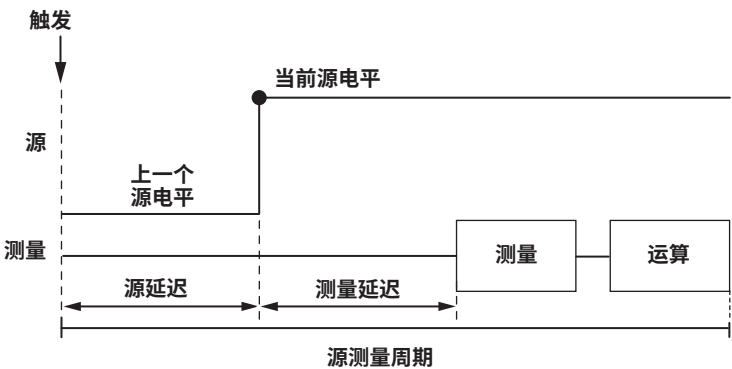 触发
当前源电平
源
上一个
源电平
测量
测量
运算
源延迟
测量延迟
源测量周期